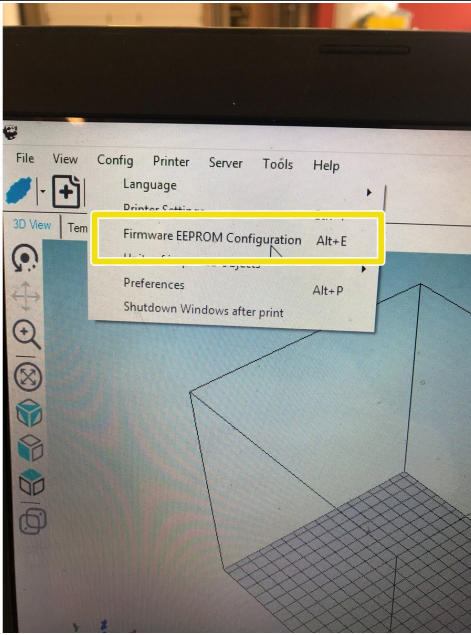 File View Config Printer Server Tools Help
Language
3D View Tem
Firmware EEPROM Configuration Alt+E
Preferences Alt+P
Shutdown Windows after print